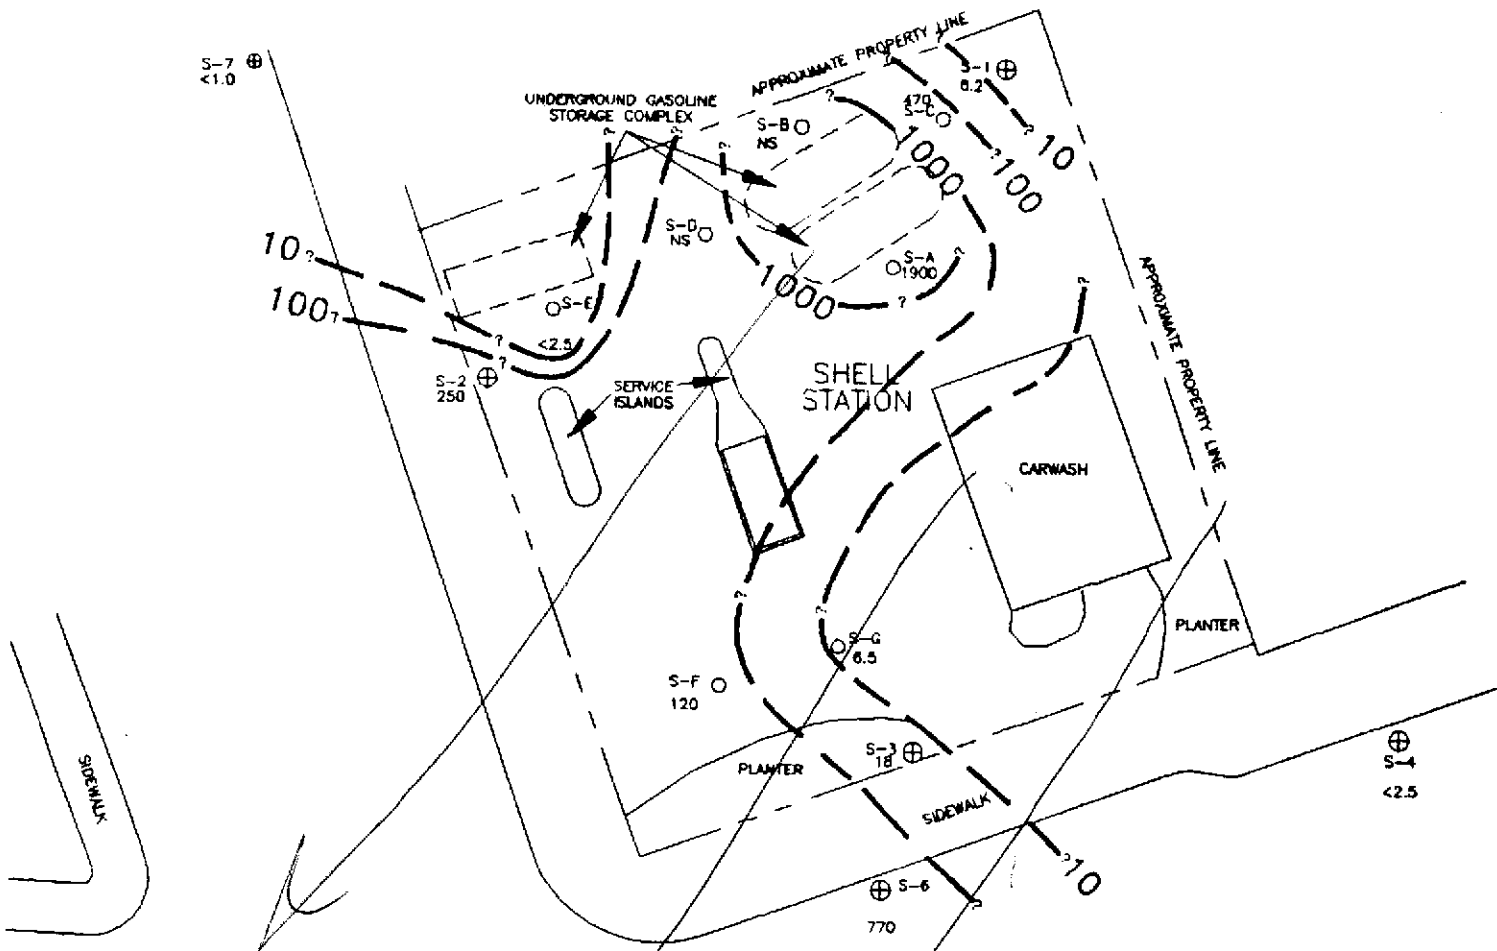 APPROXIMATE PROPERTY LINE
S-7
<1.0
S-1
6.2
UNDERGROUND GASOLINE
STORAGE COMPLEX
470
S-C
S-B
NS
10
100
1000
S-D
NS
S-A
1900
10
100
1000
S-E
<2.5
APPROXIMATE PROPERTY LINE
S-2
250
SERVICE
ISLANDS
SHELL
STATION
CARWASH
PLANTER
S-G
6.5
S-F
120
S-3
18
PLANTER
SIDEWALK
SIDEWALK
S-4
<2.5
10
S-6
770